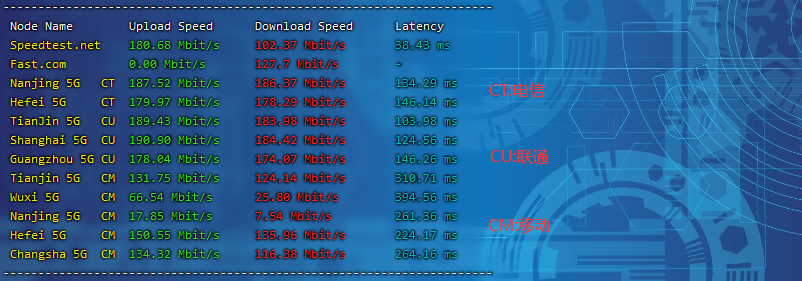 Node Name Upload Speed Download Speed Latency
Speedtest.net 180.68 Mbit/s 102.37 Mbit/s 38.43 ms
Fast.com 0.00 Mbit/s 127.7 Mbit/s -
Nanjing 5G CT 187.52 Mbit/s 186.37 Mbit/s 134.29 ms
CT:电信
Hefei 5G CT 179.97 Mbit/s 178.29 Mbit/s 146.14 ms
TianJin 5G CU 189.43 Mbit/s 183.98 Mbit/s 103.98 ms
Shanghai 5G CU 190.90 Mbit/s 184.42 Mbit/s 124.56 ms
Guangzhou 5G CU 178.04 Mbit/s 174.07 Mbit/s 146.26 ms
CU:联通
Tianjin 5G CM 131.75 Mbit/s 124.14 Mbit/s 310.71 ms
Wuxi 5G CM 66.54 Mbit/s 25.80 Mbit/s 394.56 ms
Nanjing 5G CM 17.85 Mbit/s 7.54 Mbit/s 261.36 ms
CM:移动
Hefei 5G CM 150.55 Mbit/s 135.96 Mbit/s 224.17 ms
Changsha 5G CM 134.32 Mbit/s 116.38 Mbit/s 264.16 ms